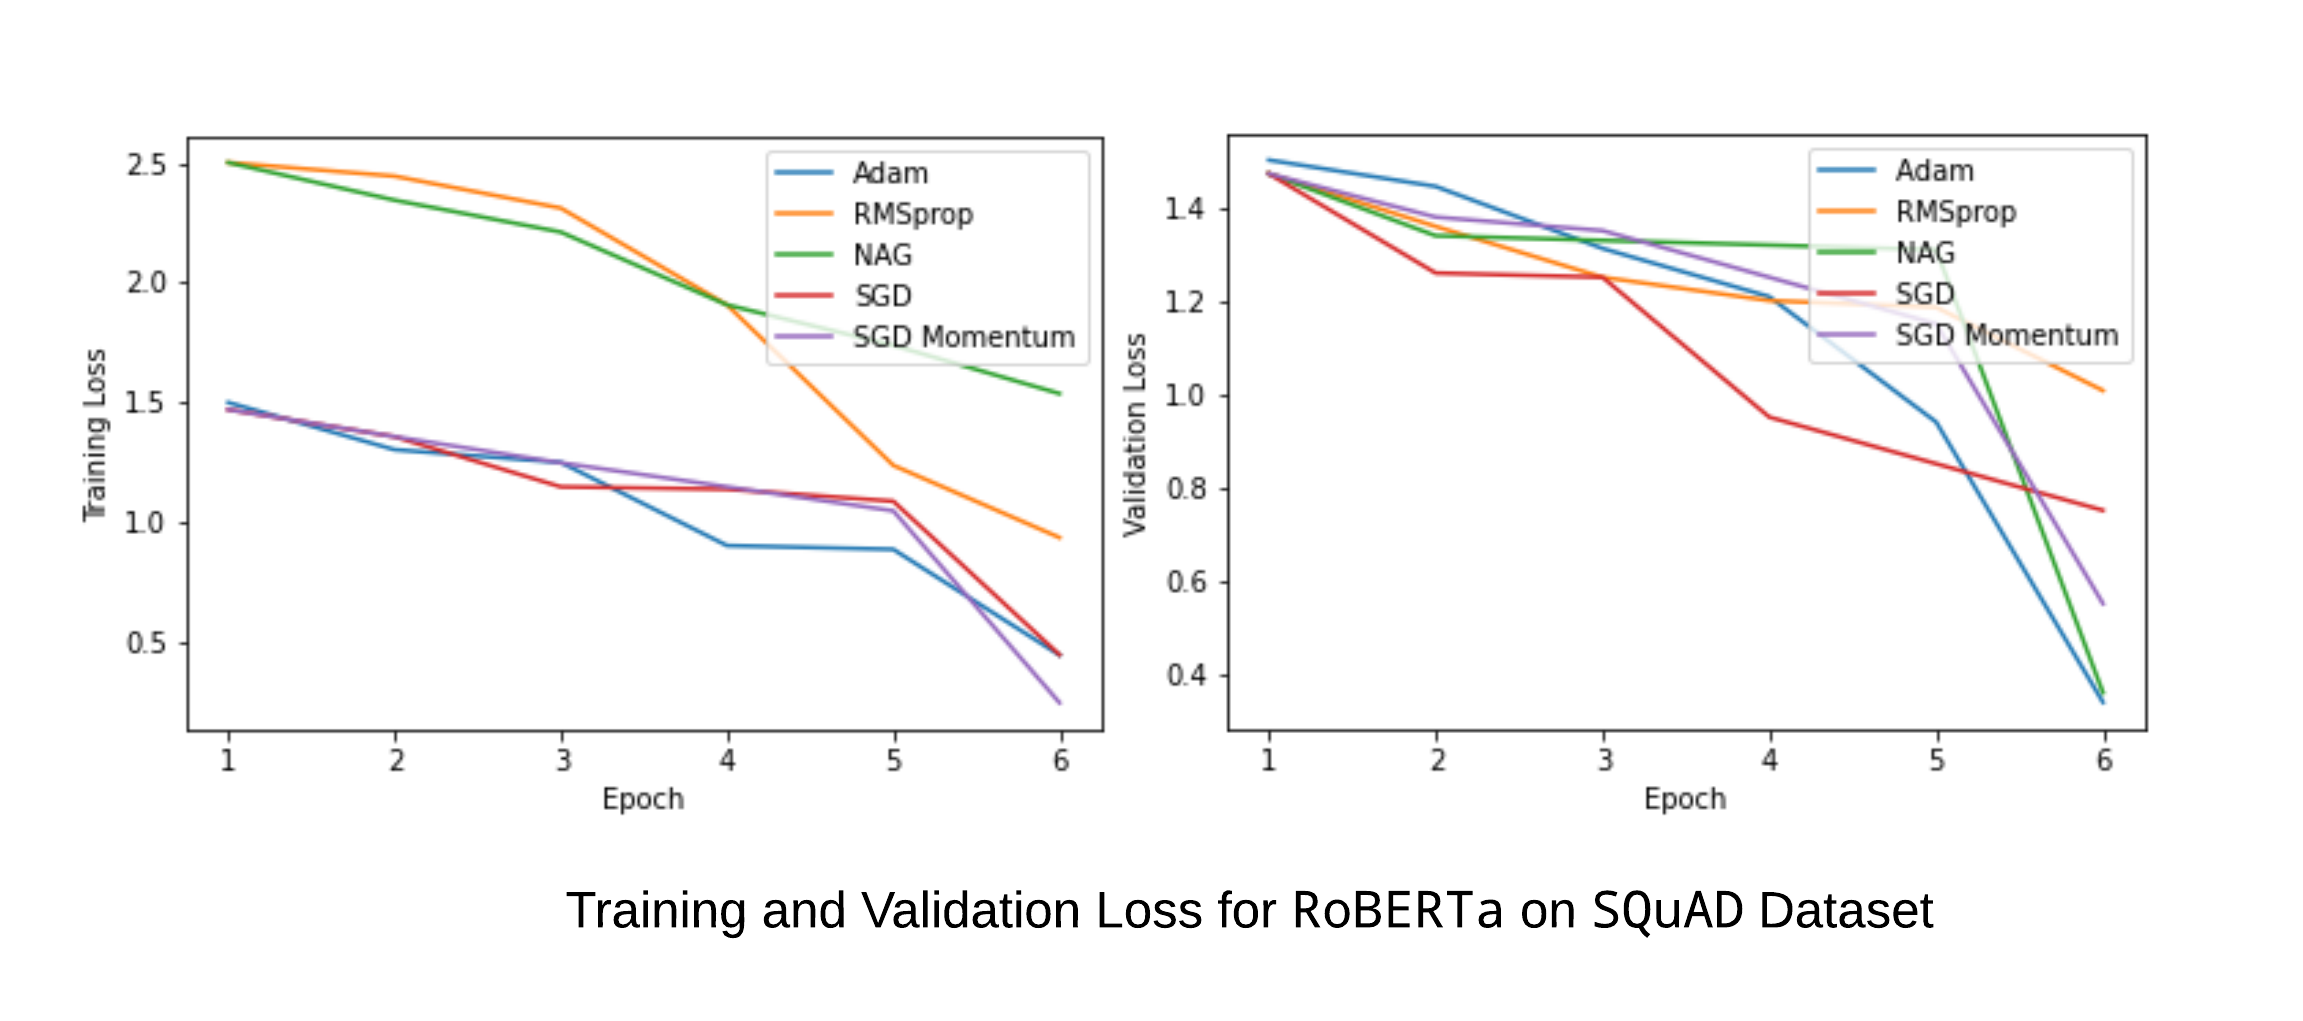 Training Loss
2.5
2.0
1.5
1.0
0.5
Adam
RMSprop
NAG
SGD
SGD Momentum
1 2 3 4 5 6
Epoch
Validation Loss
1.4
1.2
1.0
0.8
0.6
0.4
Adam
RMSprop
NAG
SGD
SGD Momentum
1 2 3 4 5 6
Epoch
Training and Validation Loss for RoBERTa on SQuAD Dataset